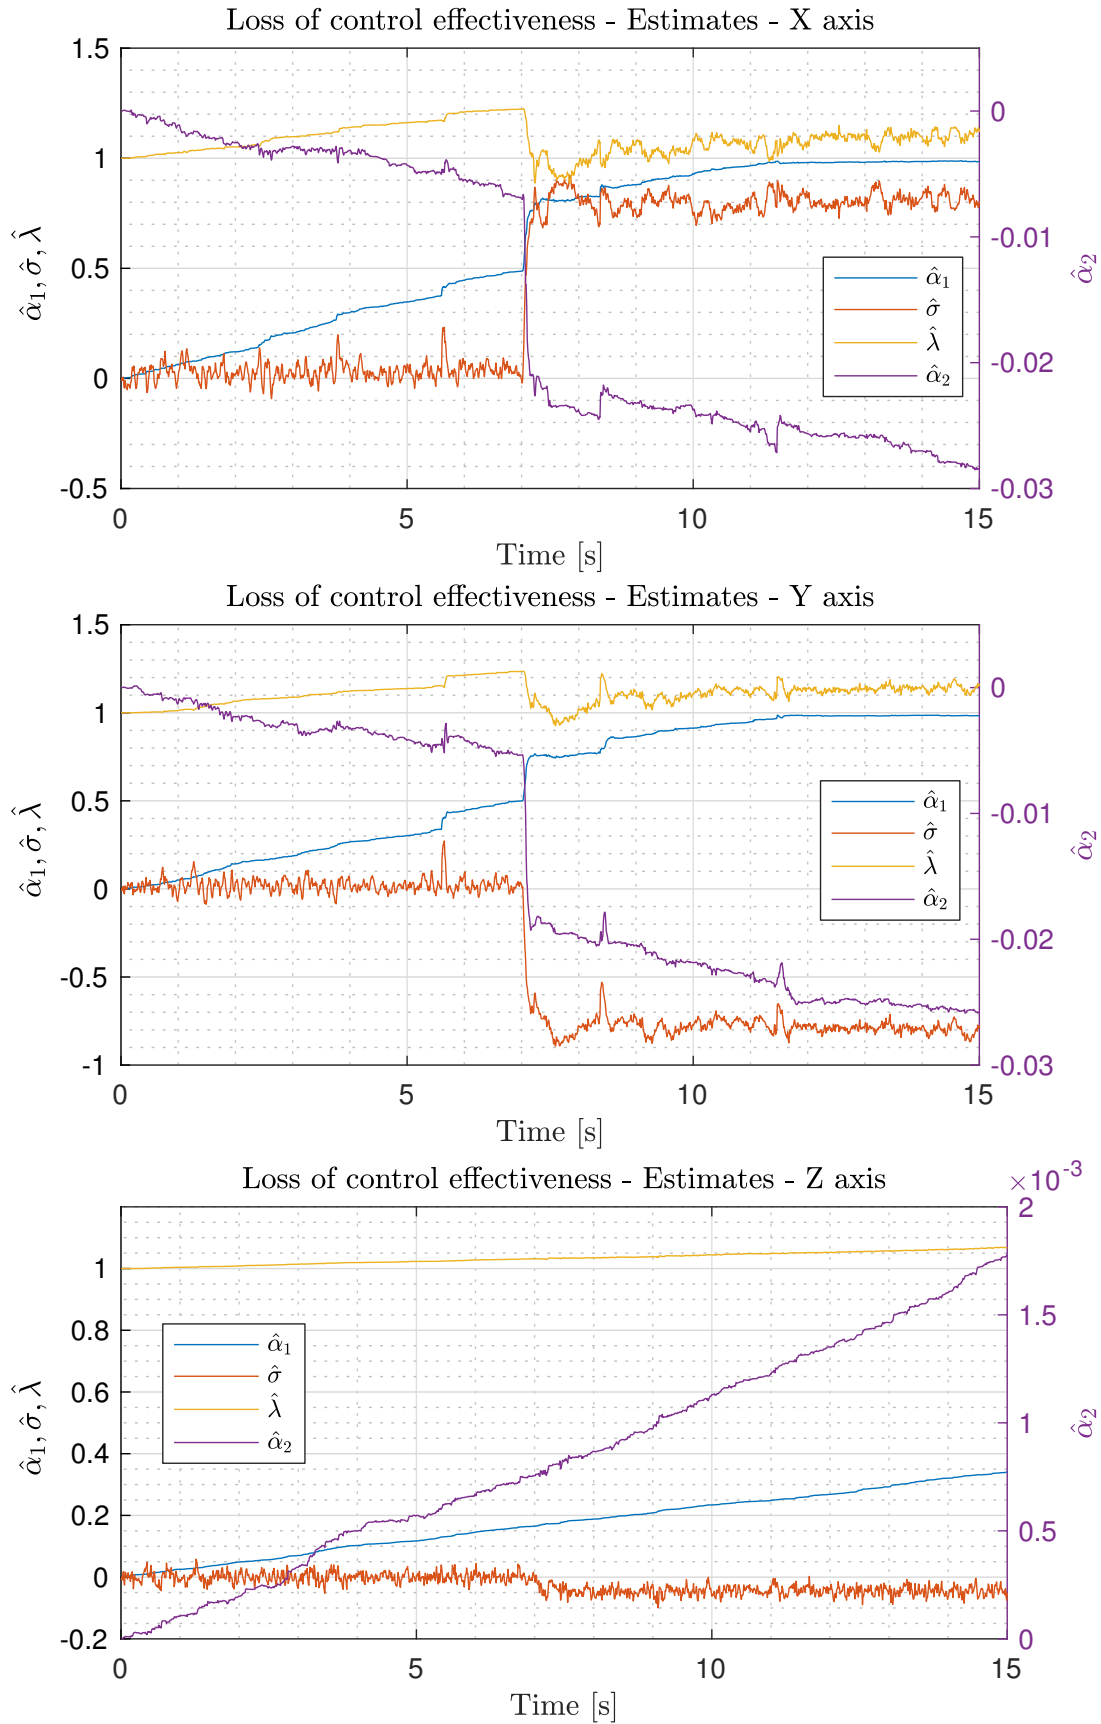 Loss of control effectiveness - Estimates - X axis
1.5
1
0.5
0
-0.5
0
-0.01
-0.02
-0.03
α̂₁, σ̂, λ̂
α̂₂
α̂₁
σ̂
λ̂
α̂₂
0 5 10 15
Time [s]
Loss of control effectiveness - Estimates - Y axis
1.5
1
0.5
0
-0.5
-1
0
-0.01
-0.02
-0.03
α̂₁, σ̂, λ̂
α̂₂
α̂₁
σ̂
λ̂
α̂₂
0 5 10 15
Time [s]
Loss of control effectiveness - Estimates - Z axis
×10⁻³
1
0.8
0.6
0.4
0.2
0
-0.2
2
1.5
1
0.5
0
α̂₁, σ̂, λ̂
α̂₂
α̂₁
σ̂
λ̂
α̂₂
0 5 10 15
Time [s]